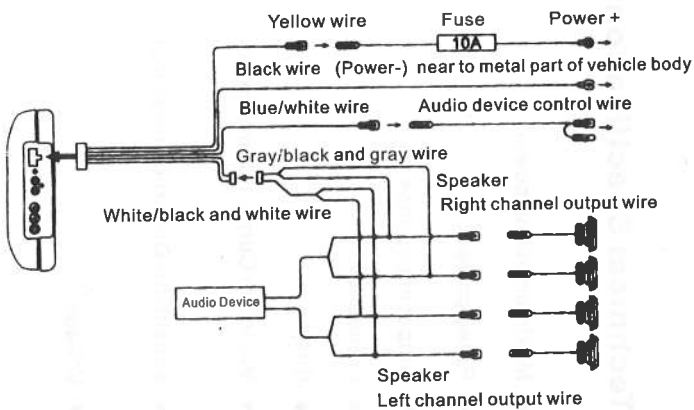 Yellow wire
Fuse
Power +
10A
Black wire (Power-) near to metal part of vehicle body
Blue/white wire
Audio device control wire
Gray/black and gray wire
Speaker
Right channel output wire
White/black and white wire
Audio Device
Speaker
Left channel output wire